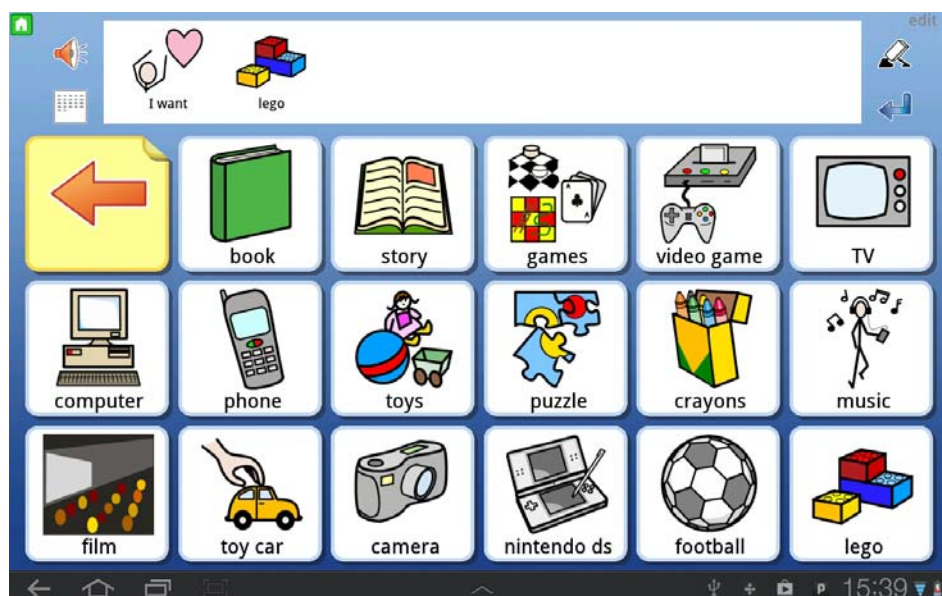 edit
I want lego
book story games video game TV
computer phone toys puzzle crayons music
film toy car camera nintendo ds football lego
15:39